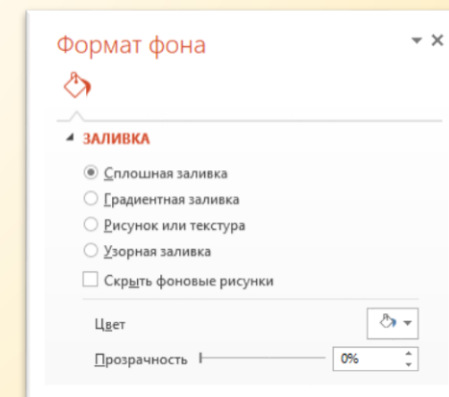 Формат фона
ЗАЛИВКА
Сплошная заливка
Градиентная заливка
Рисунок или текстура
Узорная заливка
Скрыть фоновые рисунки
Цвет
Прозрачность 0%